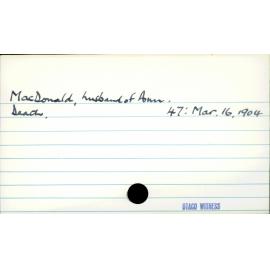 MacDonald, husband of Ann.
Death. 47: Mar. 16, 1904
OTAGO WITNESS